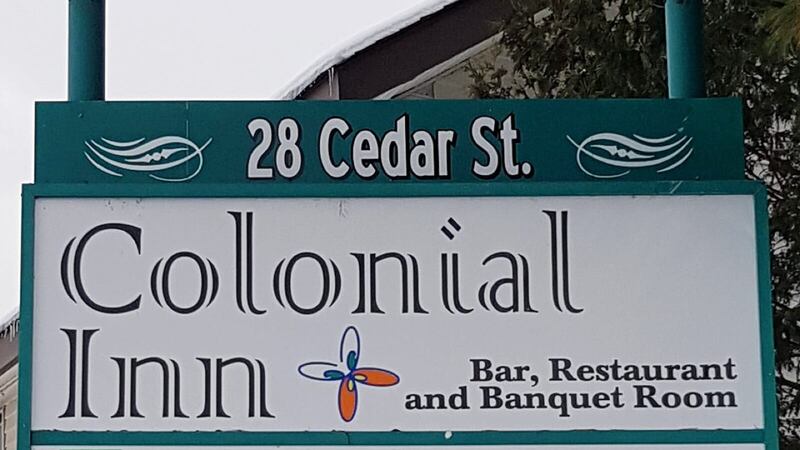 28 Cedar St.
Colonial
Inn
Bar, Restaurant
and Banquet Room